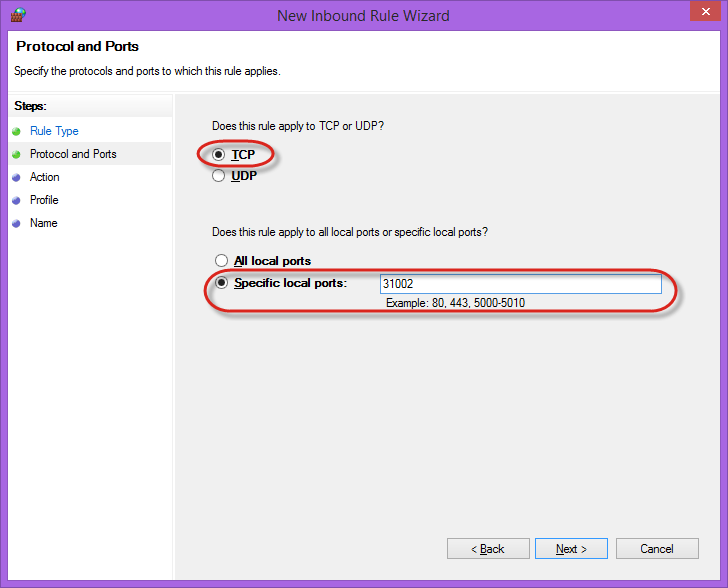 New Inbound Rule Wizard
Protocol and Ports
Specify the protocols and ports to which this rule applies.
Steps:
Rule Type
Protocol and Ports
Action
Profile
Name
Does this rule apply to TCP or UDP?
TCP
UDP
Does this rule apply to all local ports or specific local ports?
All local ports
Specific local ports: 31002
Example: 80, 443, 5000-5010
< Back Next > Cancel